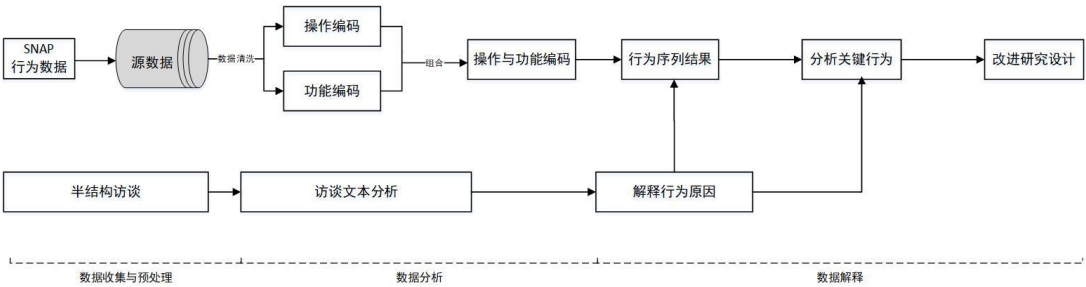 SNAP
行为数据
源数据
数据清洗
操作编码
功能编码
组合
操作与功能编码
行为序列结果
分析关键行为
改进研究设计
半结构访谈
访谈文本分析
解释行为原因
数据收集与预处理
数据分析
数据解释